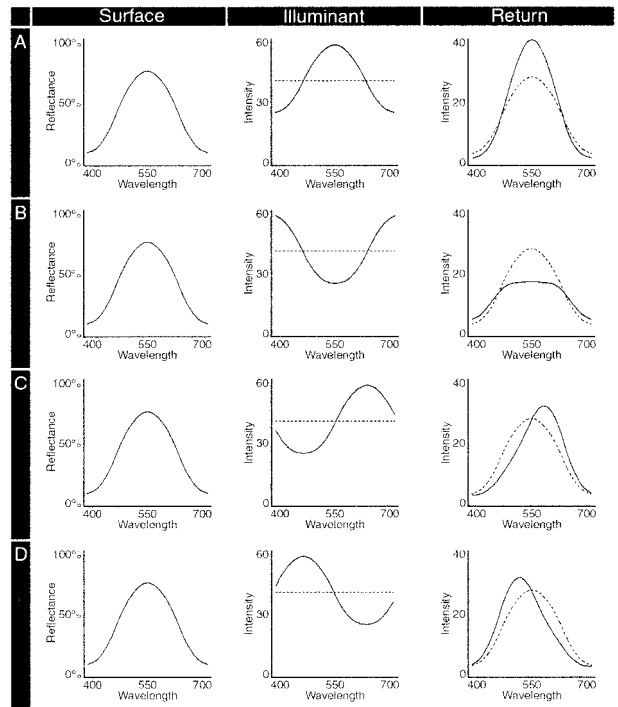 Surface Illuminant Return
A
100% 60 40
Reflectance Intensity Intensity
50% 30 20
0% 0 0
400 550 700 400 550 700 400 550 700
Wavelength Wavelength Wavelength
B
100% 60 40
Reflectance Intensity Intensity
50% 30 20
0% 0 0
400 550 700 400 550 700 400 550 700
Wavelength Wavelength Wavelength
C
100% 60 40
Reflectance Intensity Intensity
50% 30 20
0% 0 0
400 550 700 400 550 700 400 550 700
Wavelength Wavelength Wavelength
D
100% 60 40
Reflectance Intensity Intensity
50% 30 20
0% 0 0
400 550 700 400 550 700 400 550 700
Wavelength Wavelength Wavelength